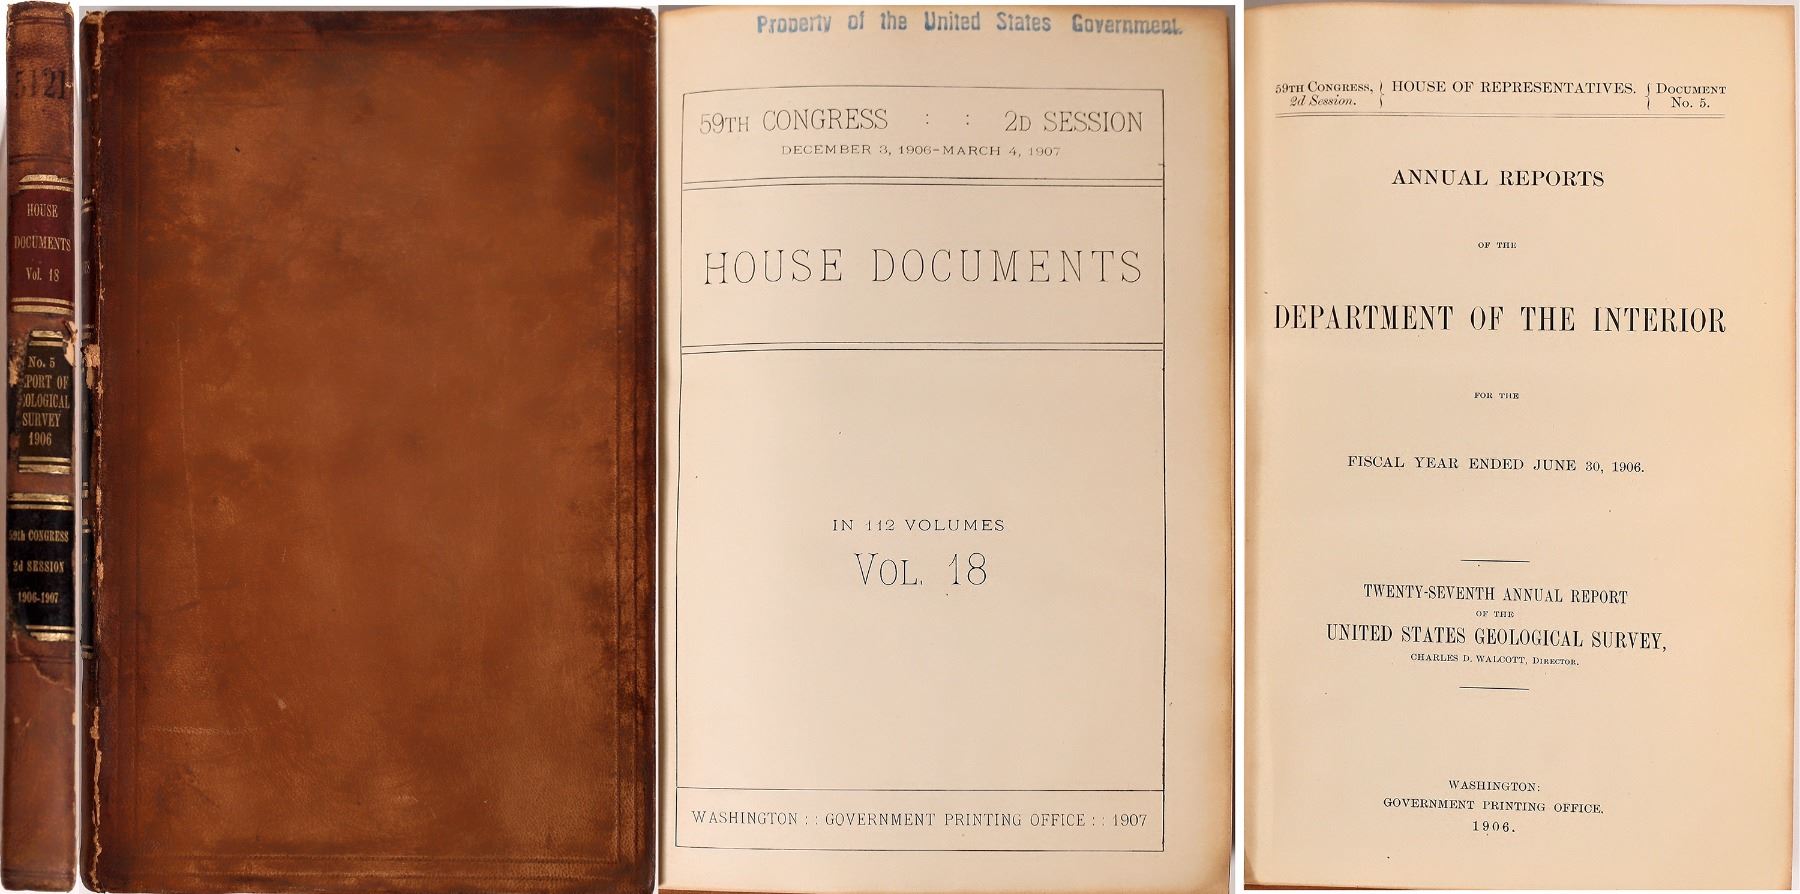 5121
HOUSE
DOCUMENTS
Vol. 18
No. 5
PORT OF
OLOGICAL
SURVEY
1906
59th CONGRESS
2d SESSION
1906-1907
Property of the United States Government.
59TH CONGRESS : : 2D SESSION
DECEMBER 3, 1906-MARCH 4, 1907
HOUSE DOCUMENTS
IN 112 VOLUMES
VOL. 18
WASHINGTON : : GOVERNMENT PRINTING OFFICE : : 1907
59TH CONGRESS, 2d Session. } HOUSE OF REPRESENTATIVES. { DOCUMENT No. 5.
ANNUAL REPORTS
OF THE
DEPARTMENT OF THE INTERIOR
FOR THE
FISCAL YEAR ENDED JUNE 30, 1906.
TWENTY-SEVENTH ANNUAL REPORT
OF THE
UNITED STATES GEOLOGICAL SURVEY,
CHARLES D. WALCOTT, DIRECTOR.
WASHINGTON:
GOVERNMENT PRINTING OFFICE.
1906.